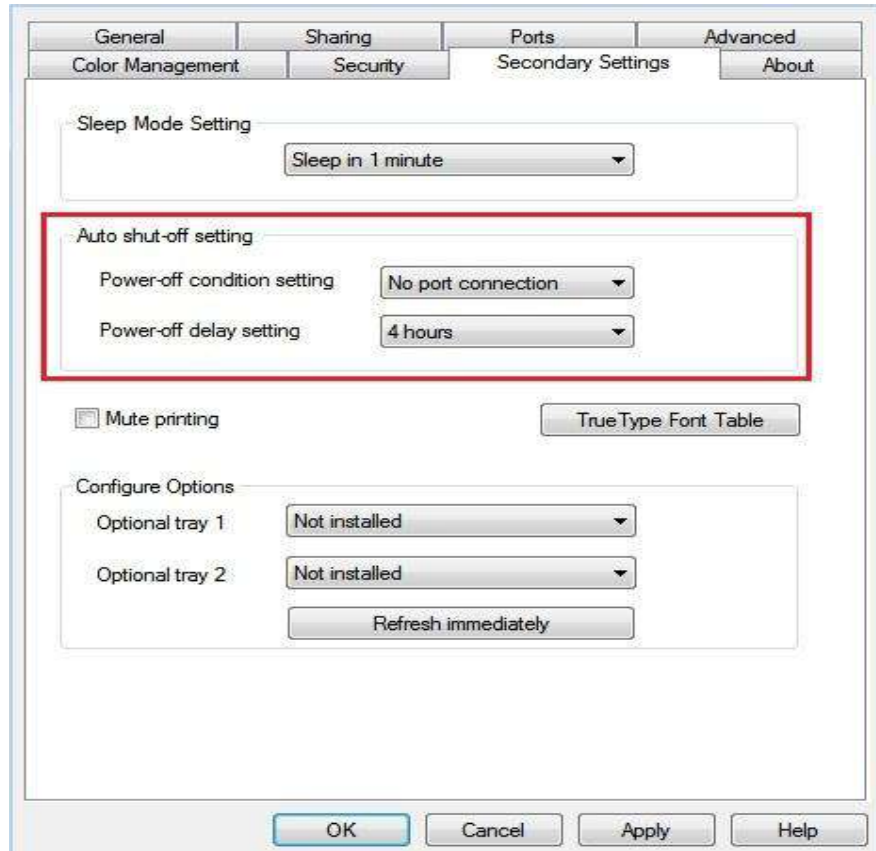 General Sharing Ports Advanced
Color Management Security Secondary Settings About
Sleep Mode Setting
Sleep in 1 minute
Auto shut-off setting
Power-off condition setting No port connection
Power-off delay setting 4 hours
Mute printing TrueType Font Table
Configure Options
Optional tray 1 Not installed
Optional tray 2 Not installed
Refresh immediately
OK Cancel Apply Help